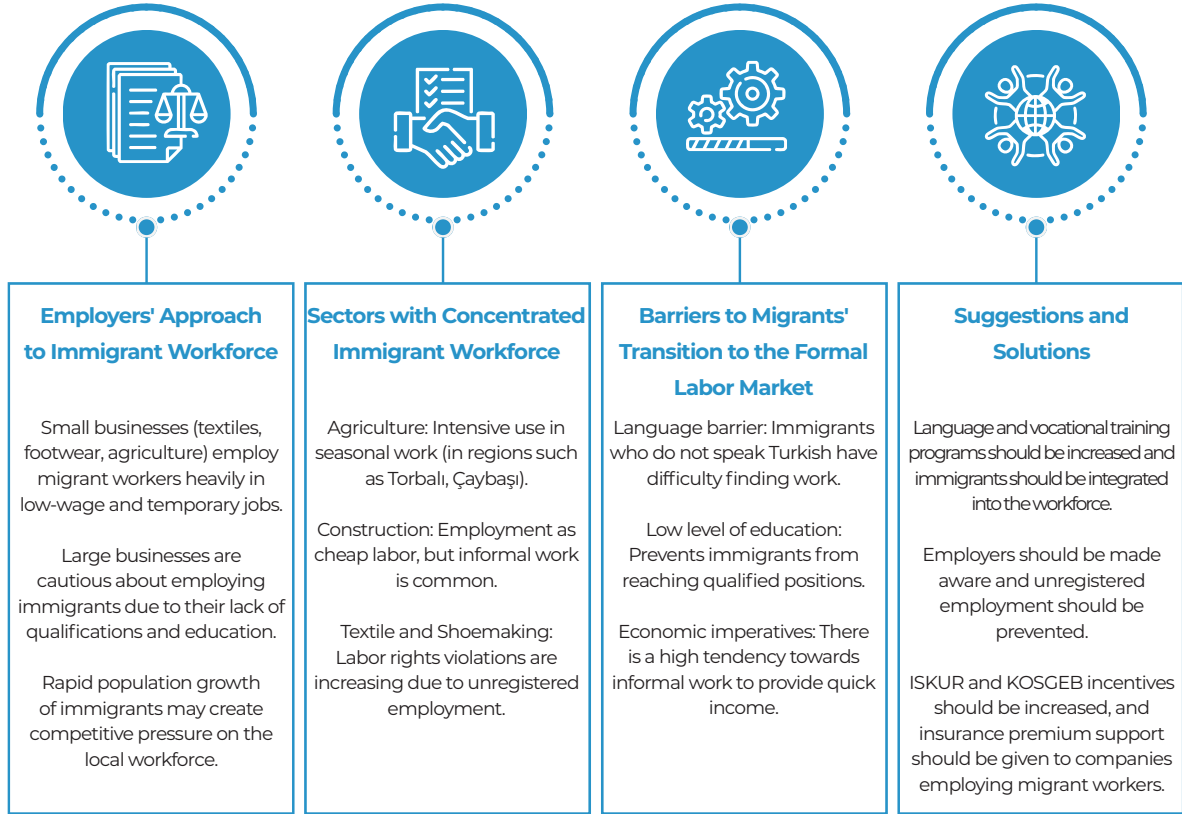 Employers' Approach
to Immigrant Workforce
Small businesses (textiles,
footwear, agriculture) employ
migrant workers heavily in
low-wage and temporary jobs.
Large businesses are
cautious about employing
immigrants due to their lack of
qualifications and education.
Rapid population growth
of immigrants may create
competitive pressure on the
local workforce.
Sectors with Concentrated
Immigrant Workforce
Agriculture: Intensive use in
seasonal work (in regions such
as Torbalı, Çaybaşı).
Construction: Employment as
cheap labor, but informal work
is common.
Textile and Shoemaking:
Labor rights violations are
increasing due to unregistered
employment.
Barriers to Migrants'
Transition to the Formal
Labor Market
Language barrier: Immigrants
who do not speak Turkish have
difficulty finding work.
Low level of education:
Prevents immigrants from
reaching qualified positions.
Economic imperatives: There
is a high tendency towards
informal work to provide quick
income.
Suggestions and
Solutions
Language and vocational training
programs should be increased and
immigrants should be integrated
into the workforce.
Employers should be made
aware and unregistered
employment should be
prevented.
ISKUR and KOSGEB incentives
should be increased, and
insurance premium support
should be given to companies
employing migrant workers.